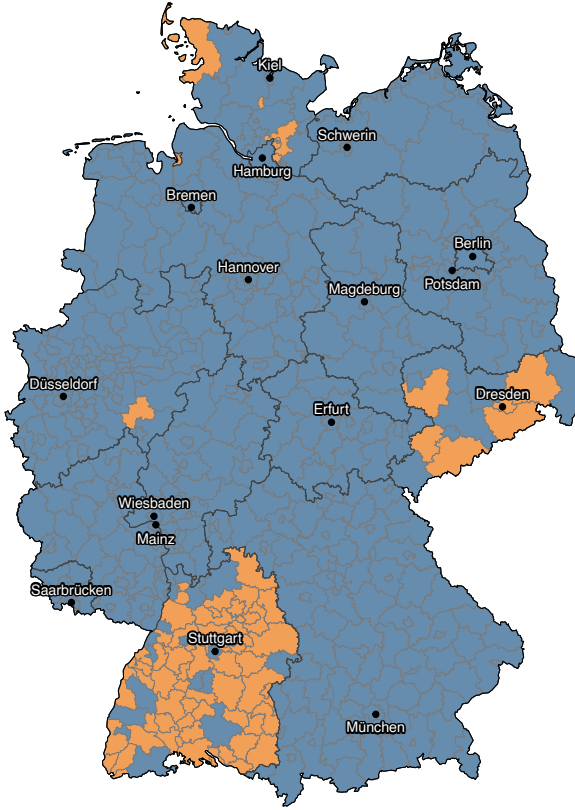 Kiel
Schwerin
Hamburg
Bremen
Berlin
Hannover
Potsdam
Magdeburg
Düsseldorf
Dresden
Erfurt
Wiesbaden
Mainz
Saarbrücken
Stuttgart
München